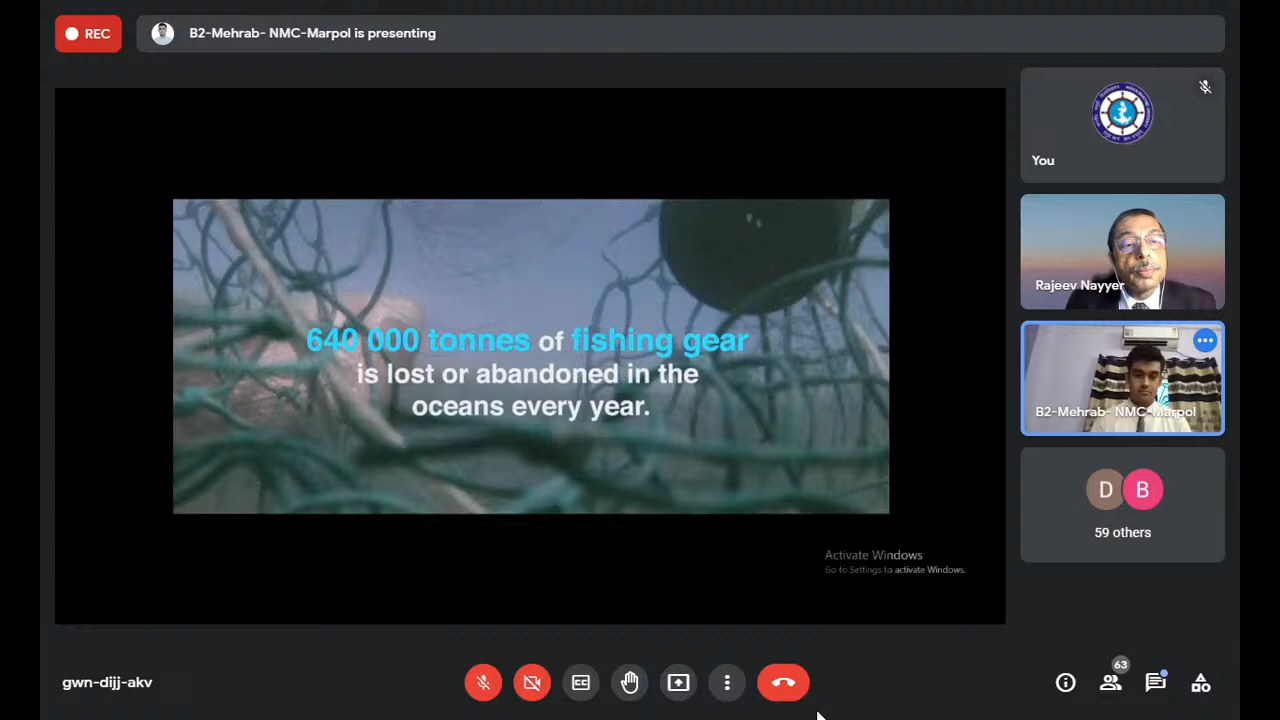 REC
B2-Mehrab- NMC-Marpol is presenting
You
640 000 tonnes of fishing gear
is lost or abandoned in the
oceans every year.
Rajeev Nayyer
B2-Mehrab- NMC-Marpol
D B
59 others
Activate Windows
Go to Settings to activate Windows.
gwn-dijj-akv
CC
63